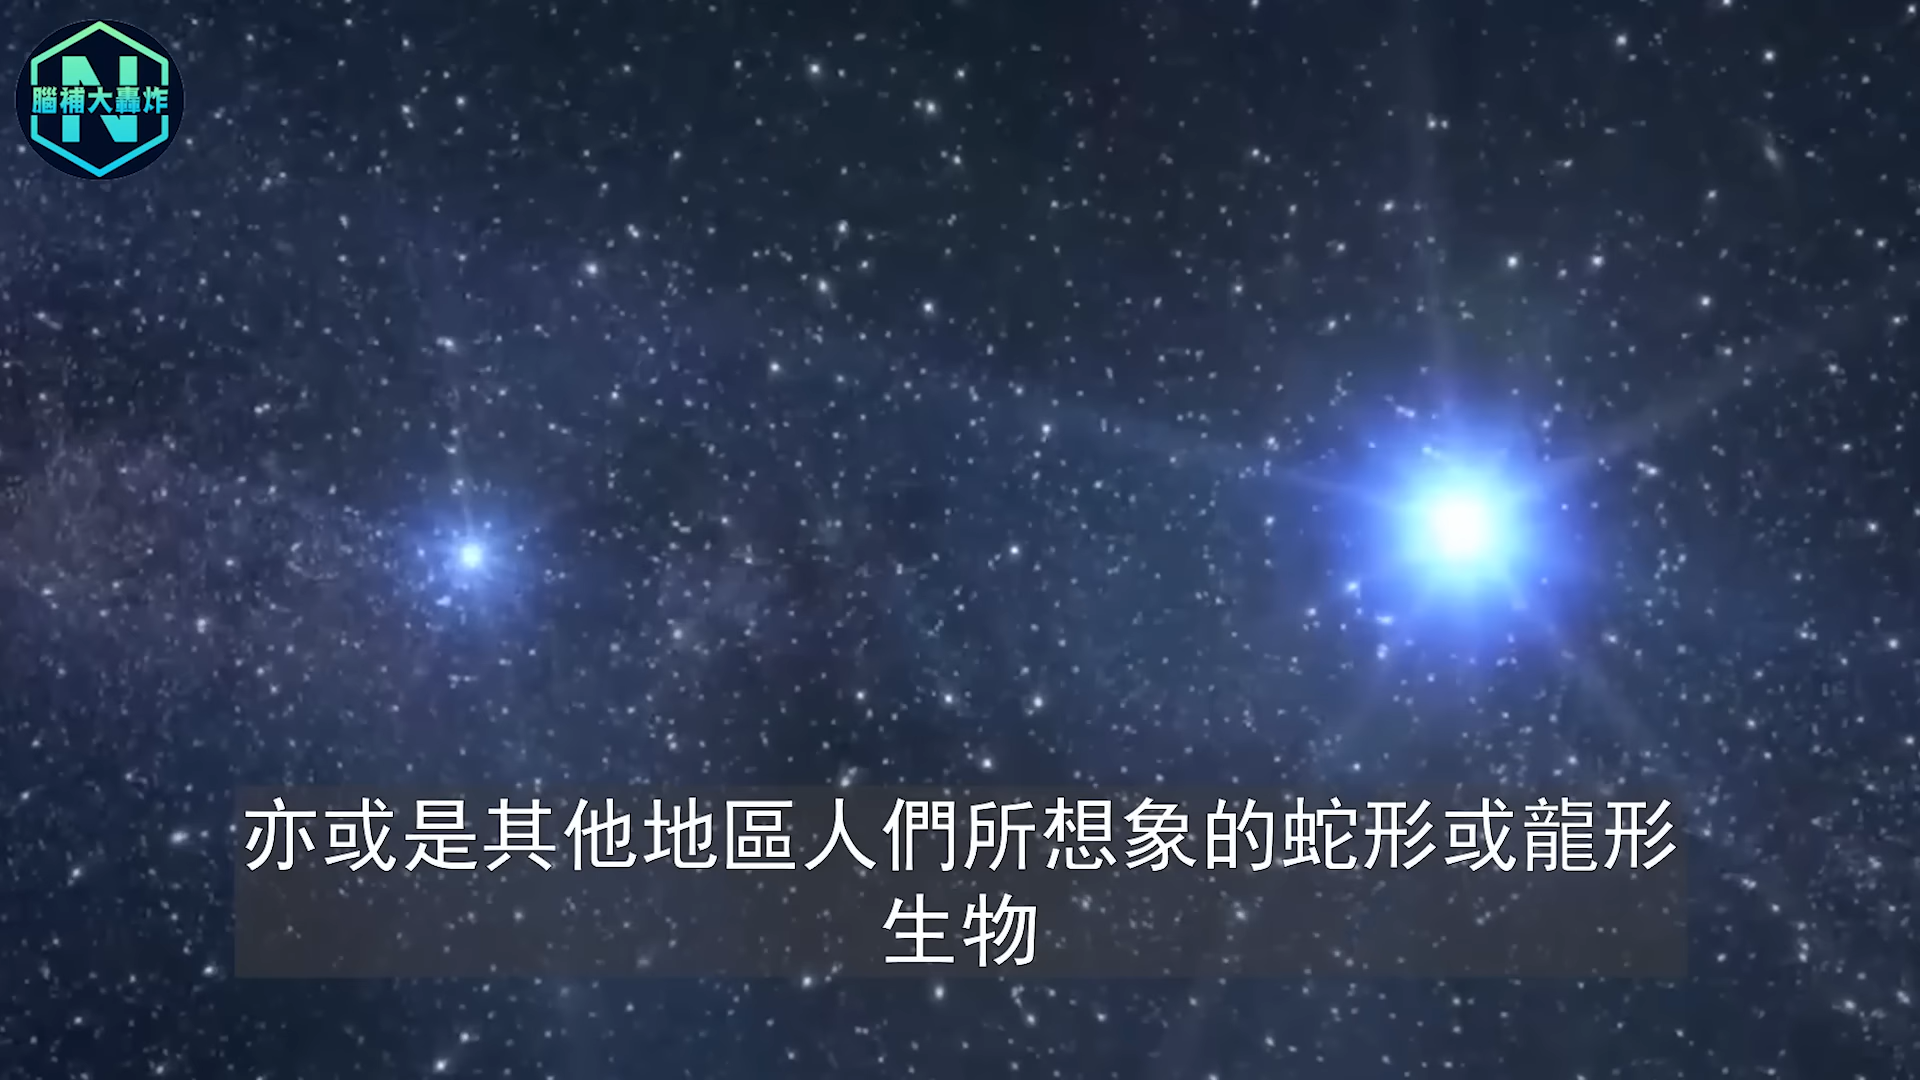 腦補大轟炸
亦或是其他地區人們所想象的蛇形或龍形
生物